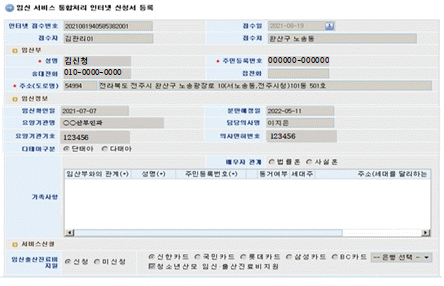 임신 서비스 통합처리 인터넷 신청서 등록
인터넷 접수번호 2021081940585382001 접수일 2021-08-19
접수자 김완리01 접수처 완산구 노송동
임산부
성명 김신청 주민등록번호 000000-000000
휴대전화 010-0000-0000 집전화
주소(도로명) 54994 전라북도 전주시 완산구 노송광장로 10(서노송동,전주시청)101동 501호
임신정보
임신확인일 2021-07-07 분만예정일 2022-05-11
요양기관명 ○○산부인과 담당의사명 이지은
요양기관기호 123456 의사면허번호 123456
다태아구분 단태아 다태아
배우자 관계 법률혼 사실혼
가족사항
임산부와의 관계(*) 성명(*) 주민등록번호(*) 동거여부 세대주 주소(세대를 달리하는
서비스신청
임신출산진료비지원 신청 미신청 신한카드 국민카드 롯데카드 삼성카드 BC카드 --은행 선택--
청소년산모 임신·출산진료비지원